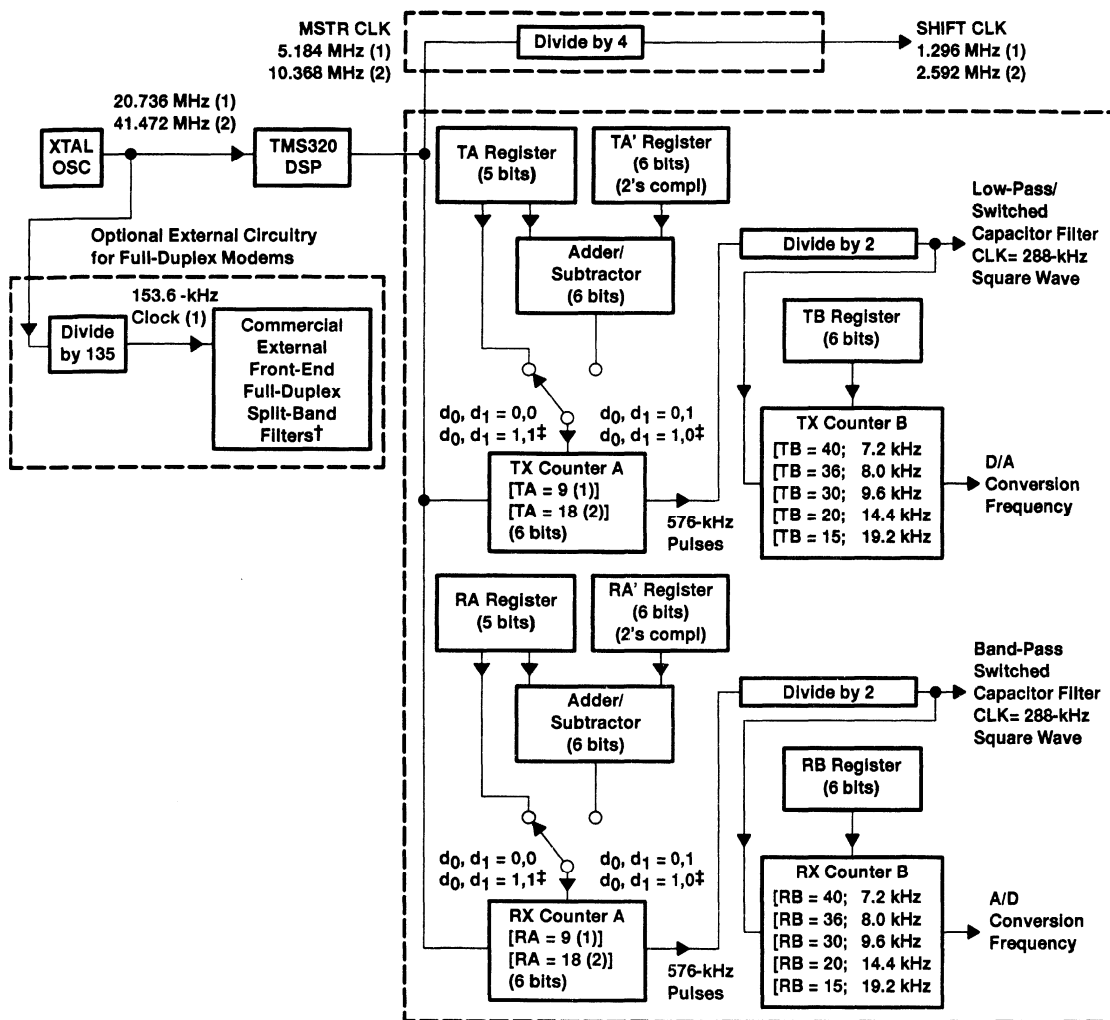 MSTR CLK
5.184 MHz (1)
10.368 MHz (2)
Divide by 4
SHIFT CLK
1.296 MHz (1)
2.592 MHz (2)
20.736 MHz (1)
41.472 MHz (2)
XTAL
OSC
TMS320
DSP
Optional External Circuitry
for Full-Duplex Modems
153.6 -kHz
Clock (1)
Divide
by 135
Commercial
External
Front-End
Full-Duplex
Split-Band
Filters†
TA Register
(5 bits)
TA' Register
(6 bits)
(2's compl)
Adder/
Subtractor
(6 bits)
d0, d1 = 0,0
d0, d1 = 1,1‡
d0, d1 = 0,1
d0, d1 = 1,0‡
TX Counter A
[TA = 9 (1)]
[TA = 18 (2)]
(6 bits)
576-kHz
Pulses
Divide by 2
Low-Pass/
Switched
Capacitor Filter
CLK= 288-kHz
Square Wave
TB Register
(6 bits)
TX Counter B
[TB = 40; 7.2 kHz
[TB = 36; 8.0 kHz
[TB = 30; 9.6 kHz
[TB = 20; 14.4 kHz
[TB = 15; 19.2 kHz
D/A
Conversion
Frequency
RA Register
(5 bits)
RA' Register
(6 bits)
(2's compl)
Adder/
Subtractor
(6 bits)
d0, d1 = 0,0
d0, d1 = 1,1‡
d0, d1 = 0,1
d0, d1 = 1,0‡
RX Counter A
[RA = 9 (1)]
[RA = 18 (2)]
(6 bits)
576-kHz
Pulses
Divide by 2
Band-Pass
Switched
Capacitor Filter
CLK= 288-kHz
Square Wave
RB Register
(6 bits)
RX Counter B
[RB = 40; 7.2 kHz
[RB = 36; 8.0 kHz
[RB = 30; 9.6 kHz
[RB = 20; 14.4 kHz
[RB = 15; 19.2 kHz
A/D
Conversion
Frequency